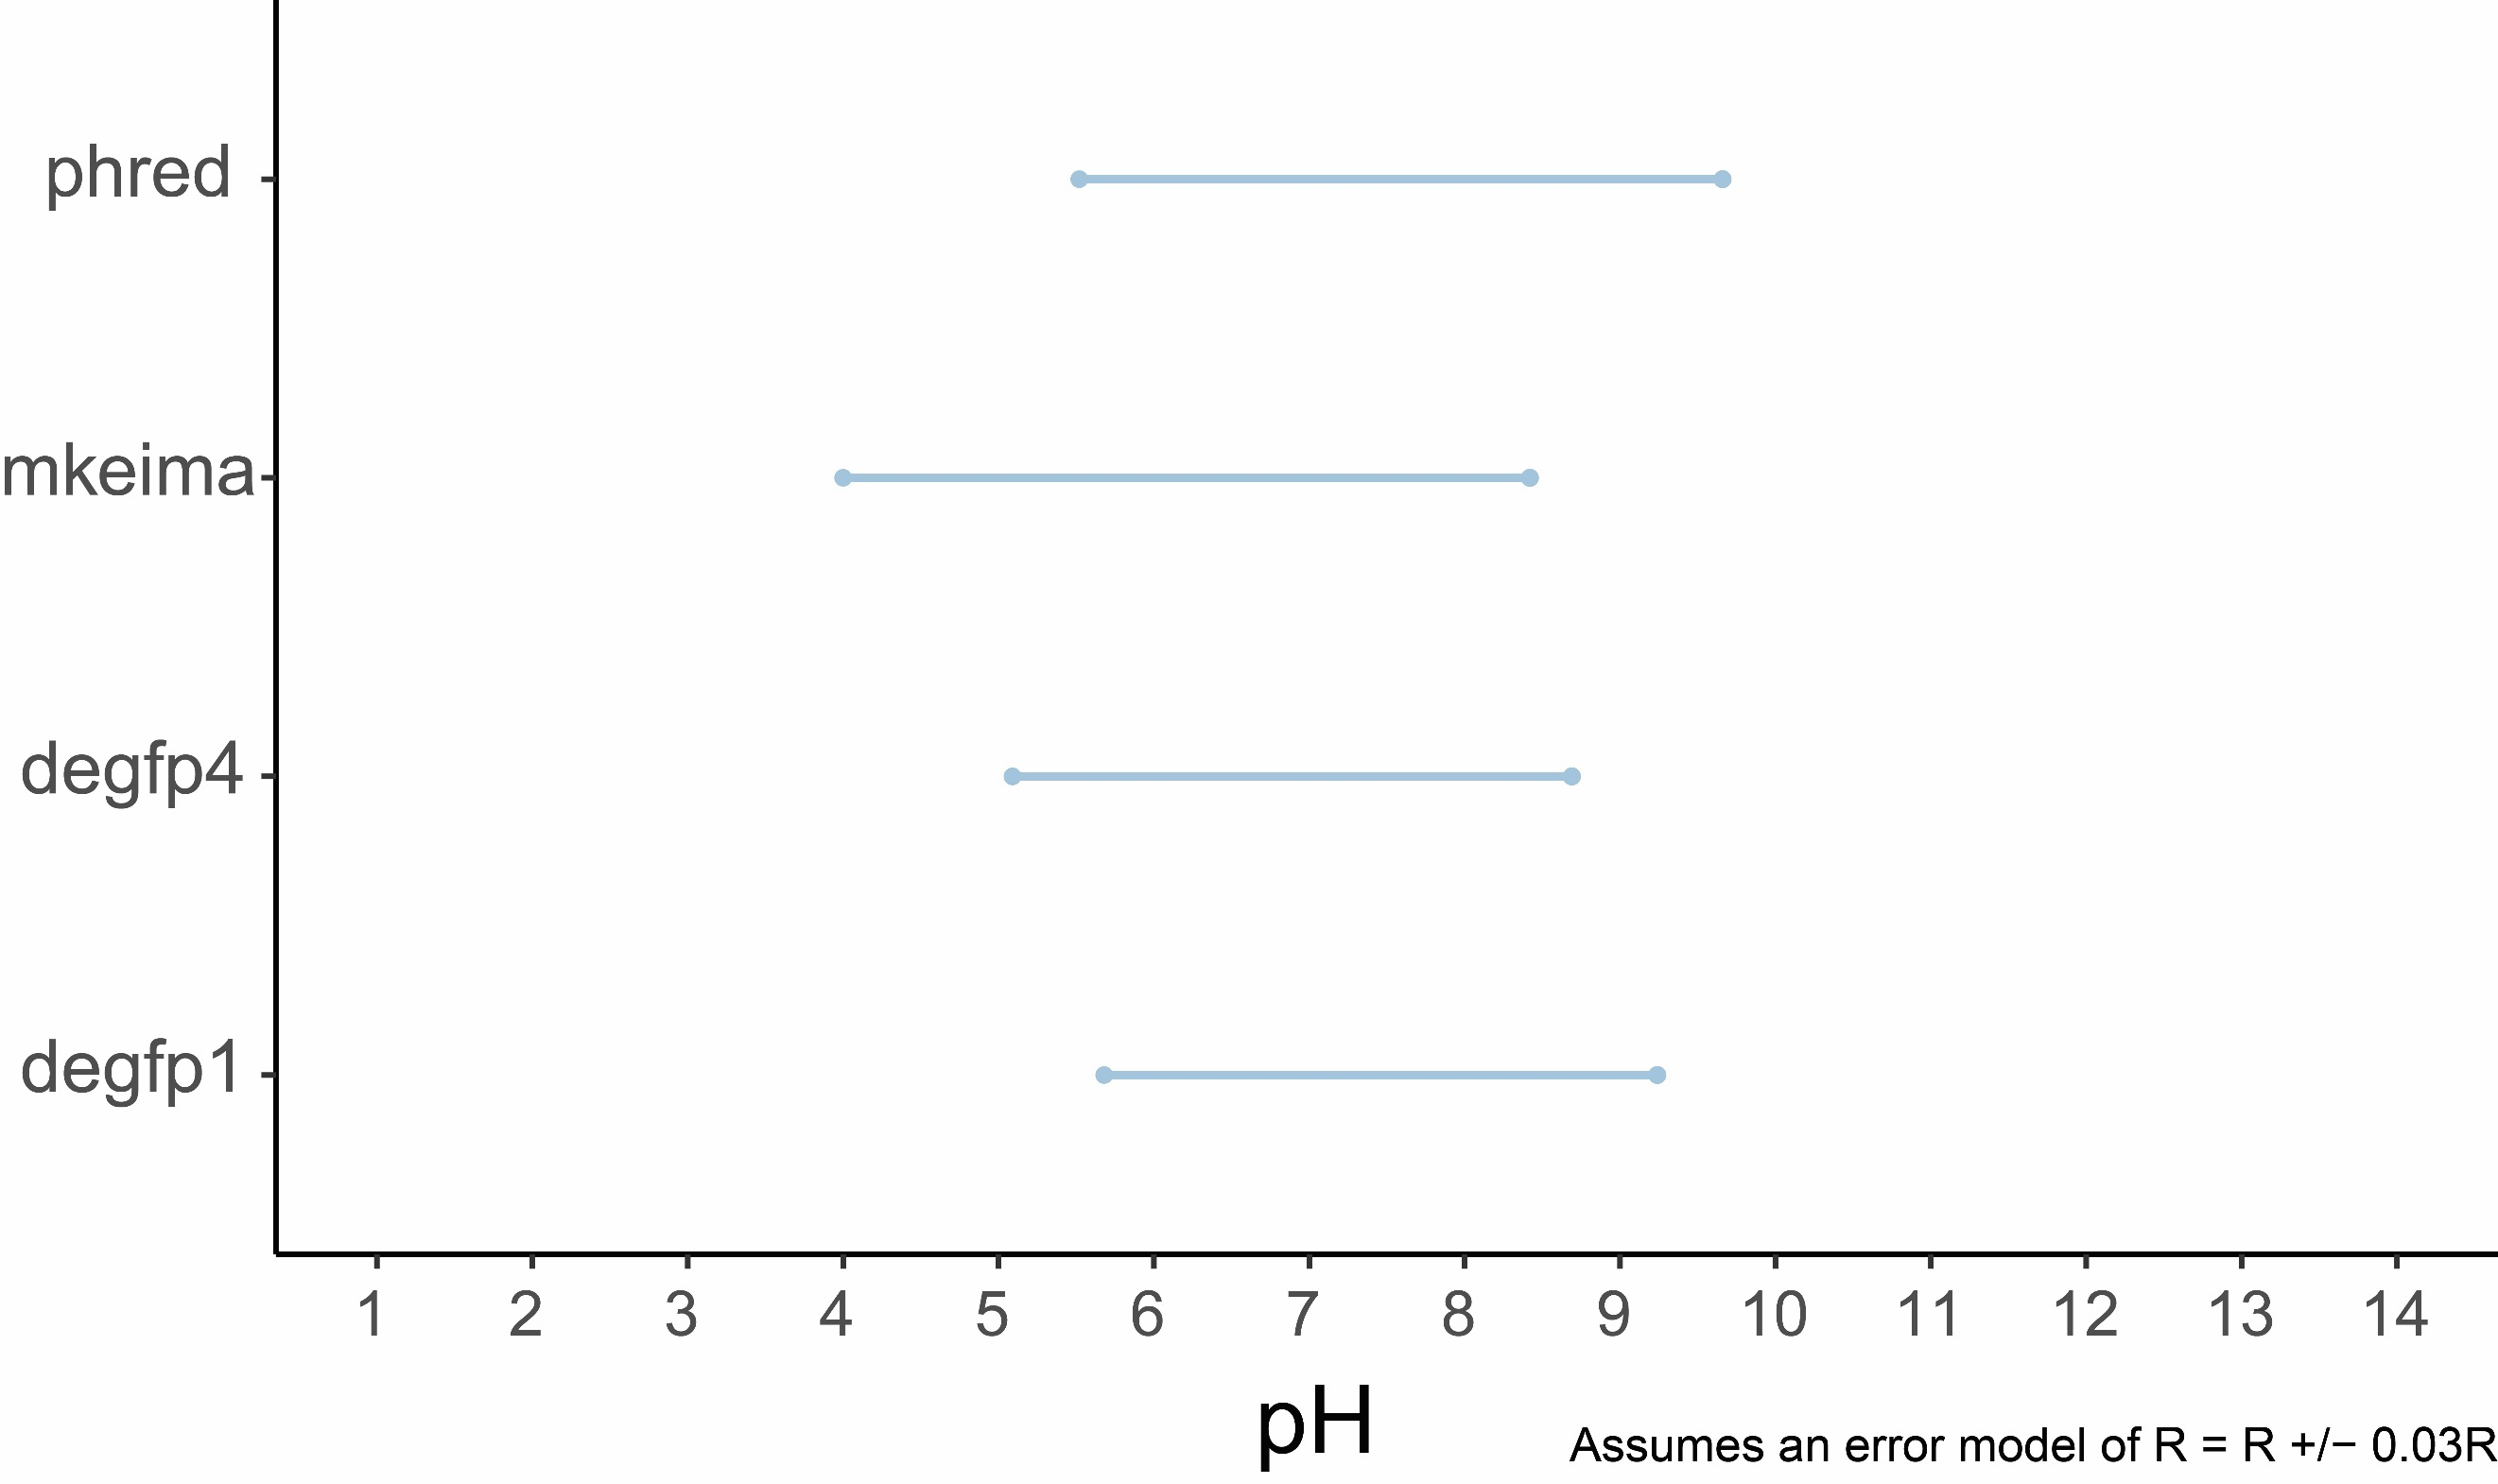 phred
mkeima
degfp4
degfp1
1 2 3 4 5 6 7 8 9 10 11 12 13 14
pH
Assumes an error model of R = R +/− 0.03R